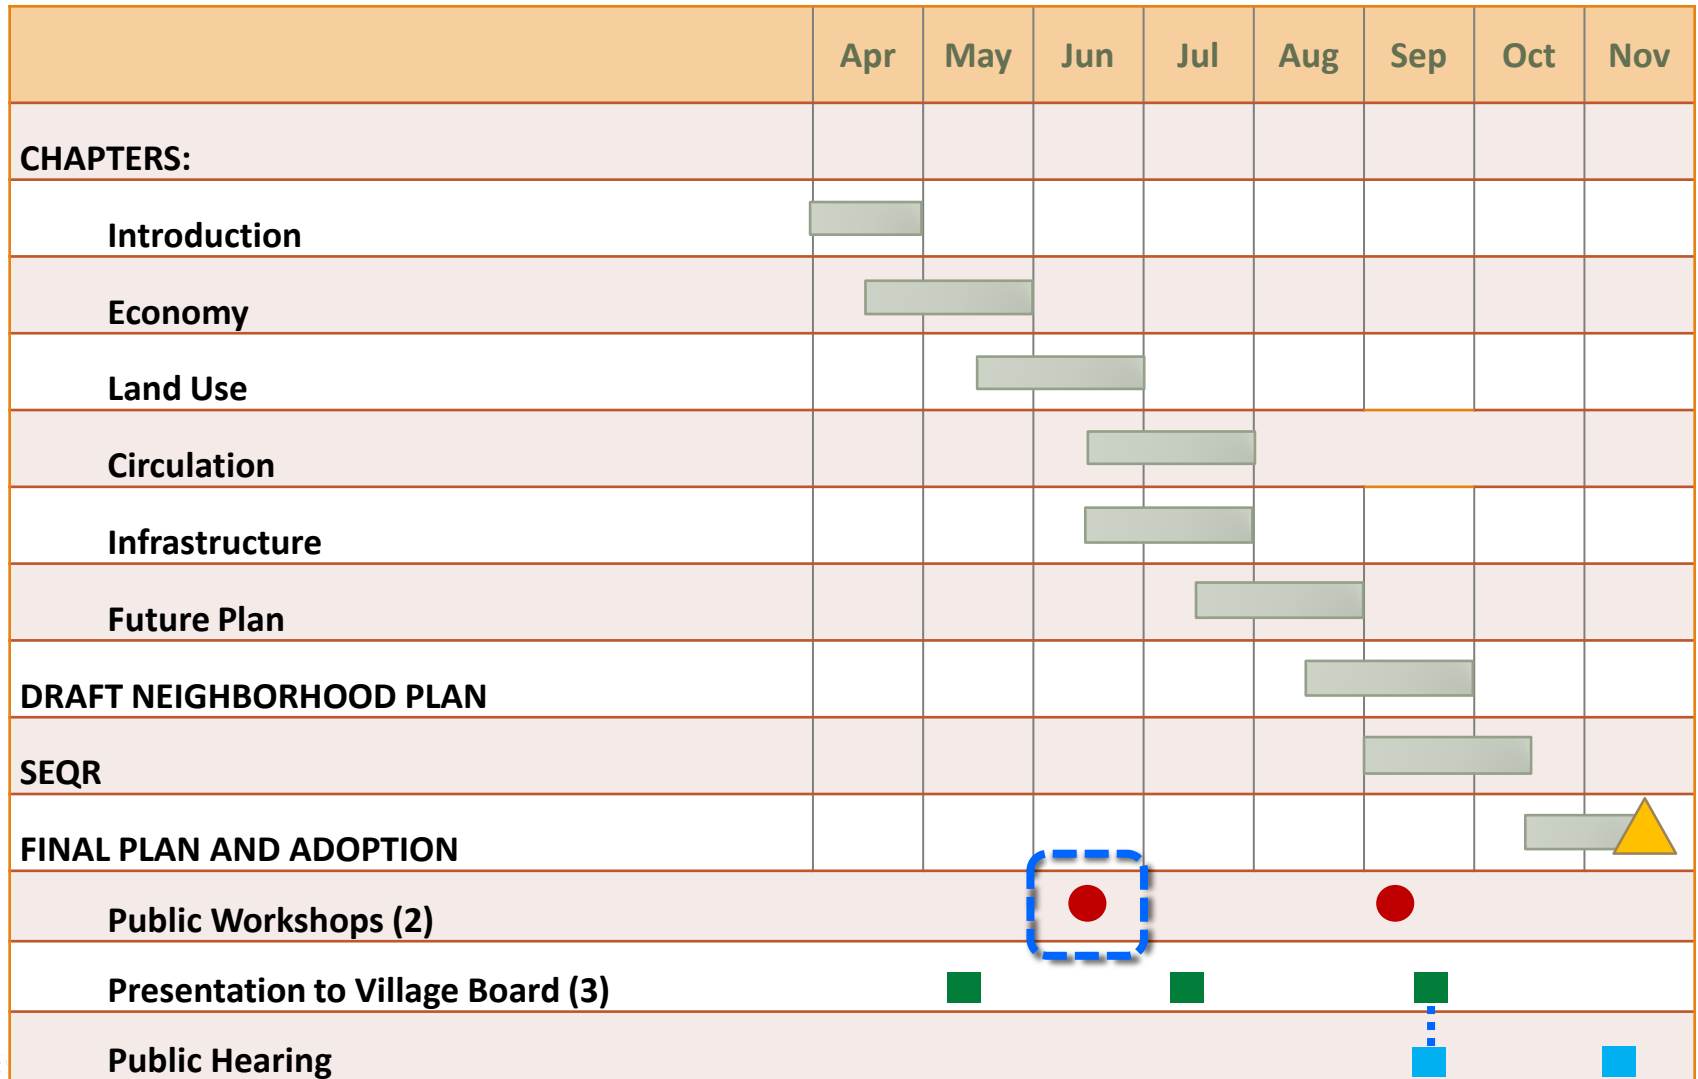 Apr May Jun Jul Aug Sep Oct Nov
CHAPTERS:
Introduction
Economy
Land Use
Circulation
Infrastructure
Future Plan
DRAFT NEIGHBORHOOD PLAN
SEQR
FINAL PLAN AND ADOPTION
Public Workshops (2)
Presentation to Village Board (3)
Public Hearing